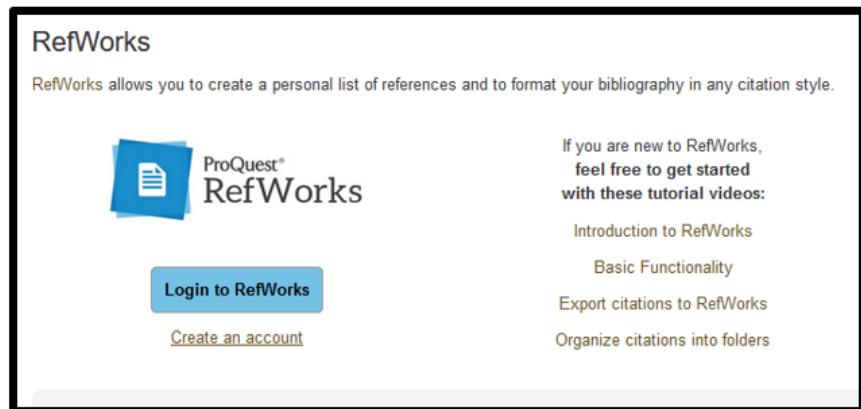 RefWorks
RefWorks allows you to create a personal list of references and to format your bibliography in any citation style.
ProQuest®
RefWorks
Login to RefWorks
Create an account
If you are new to RefWorks,
feel free to get started
with these tutorial videos:
Introduction to RefWorks
Basic Functionality
Export citations to RefWorks
Organize citations into folders